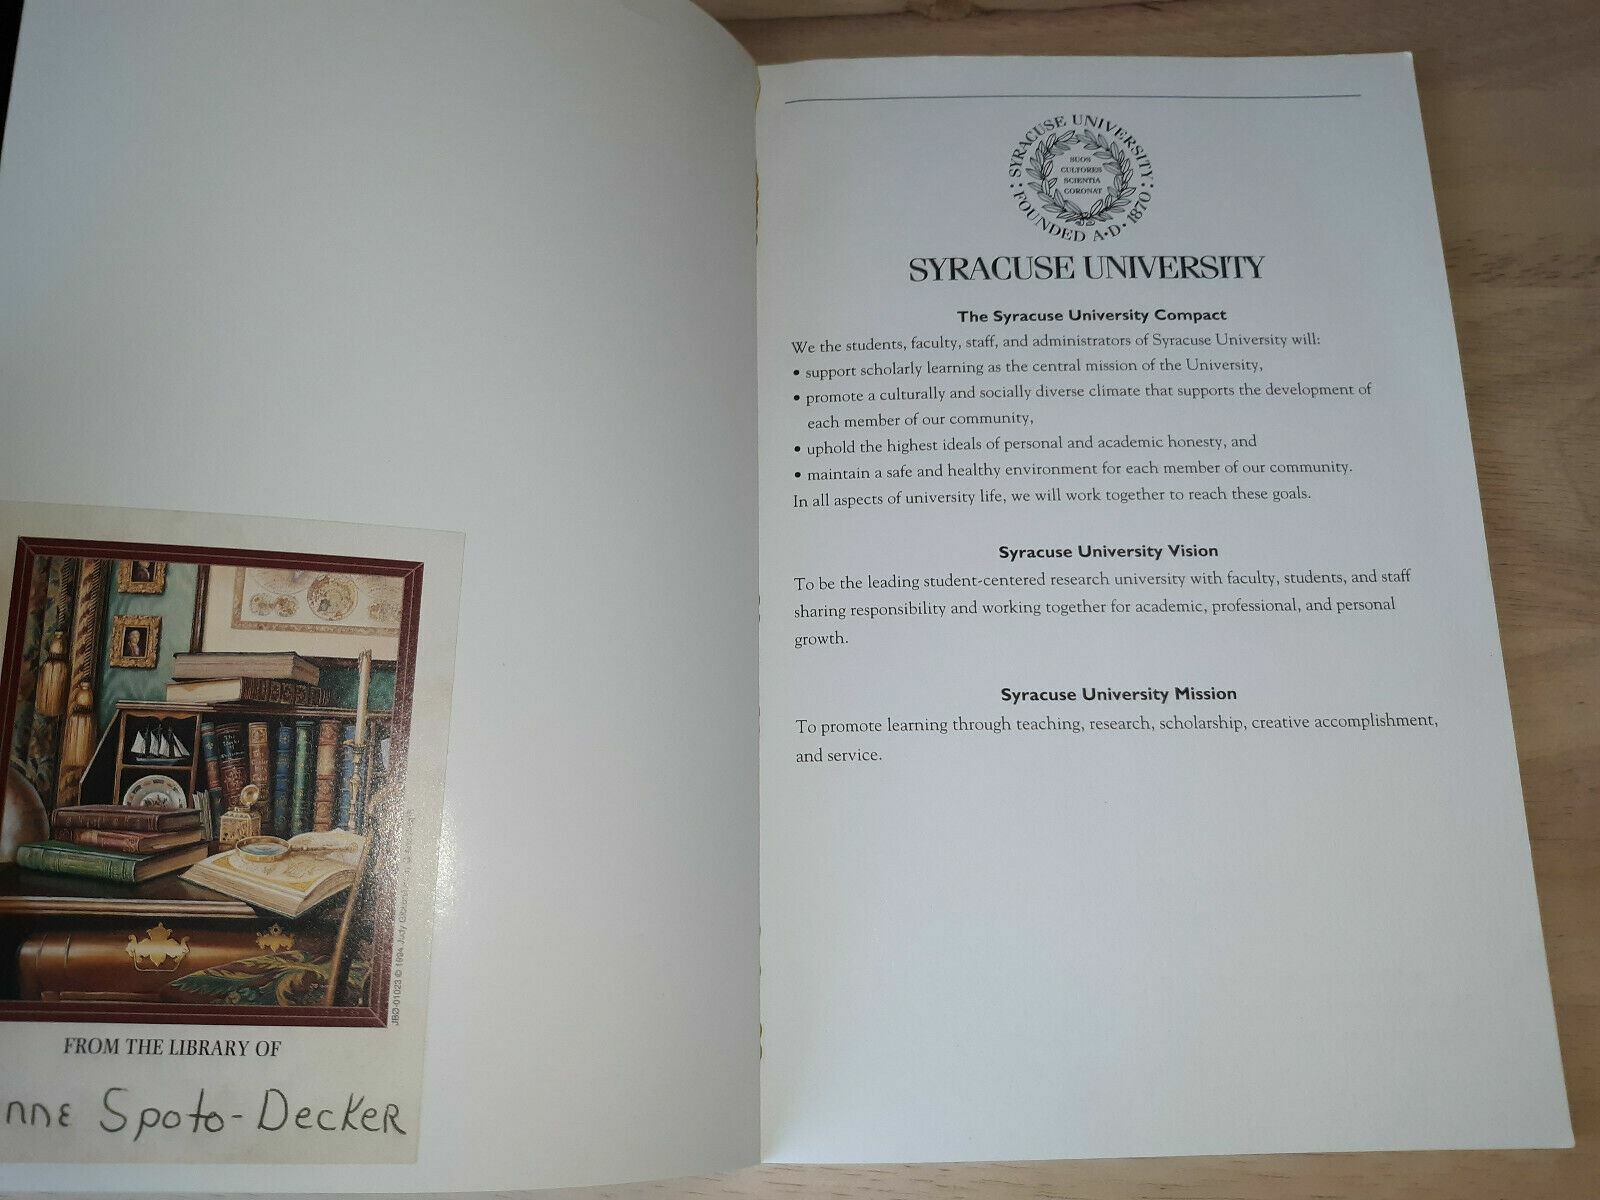 FROM THE LIBRARY OF
Spoto-Decker
JBO-01023 © 1994 Judy
SYRACUSE UNIVERSITY
FOUNDED A·D· 1870
SUOS
CULTORES
SCIENTIA
CORONAT
SYRACUSE UNIVERSITY
The Syracuse University Compact
We the students, faculty, staff, and administrators of Syracuse University will:
• support scholarly learning as the central mission of the University,
• promote a culturally and socially diverse climate that supports the development of
each member of our community,
• uphold the highest ideals of personal and academic honesty, and
• maintain a safe and healthy environment for each member of our community.
In all aspects of university life, we will work together to reach these goals.
Syracuse University Vision
To be the leading student-centered research university with faculty, students, and staff
sharing responsibility and working together for academic, professional, and personal
growth.
Syracuse University Mission
To promote learning through teaching, research, scholarship, creative accomplishment,
and service.